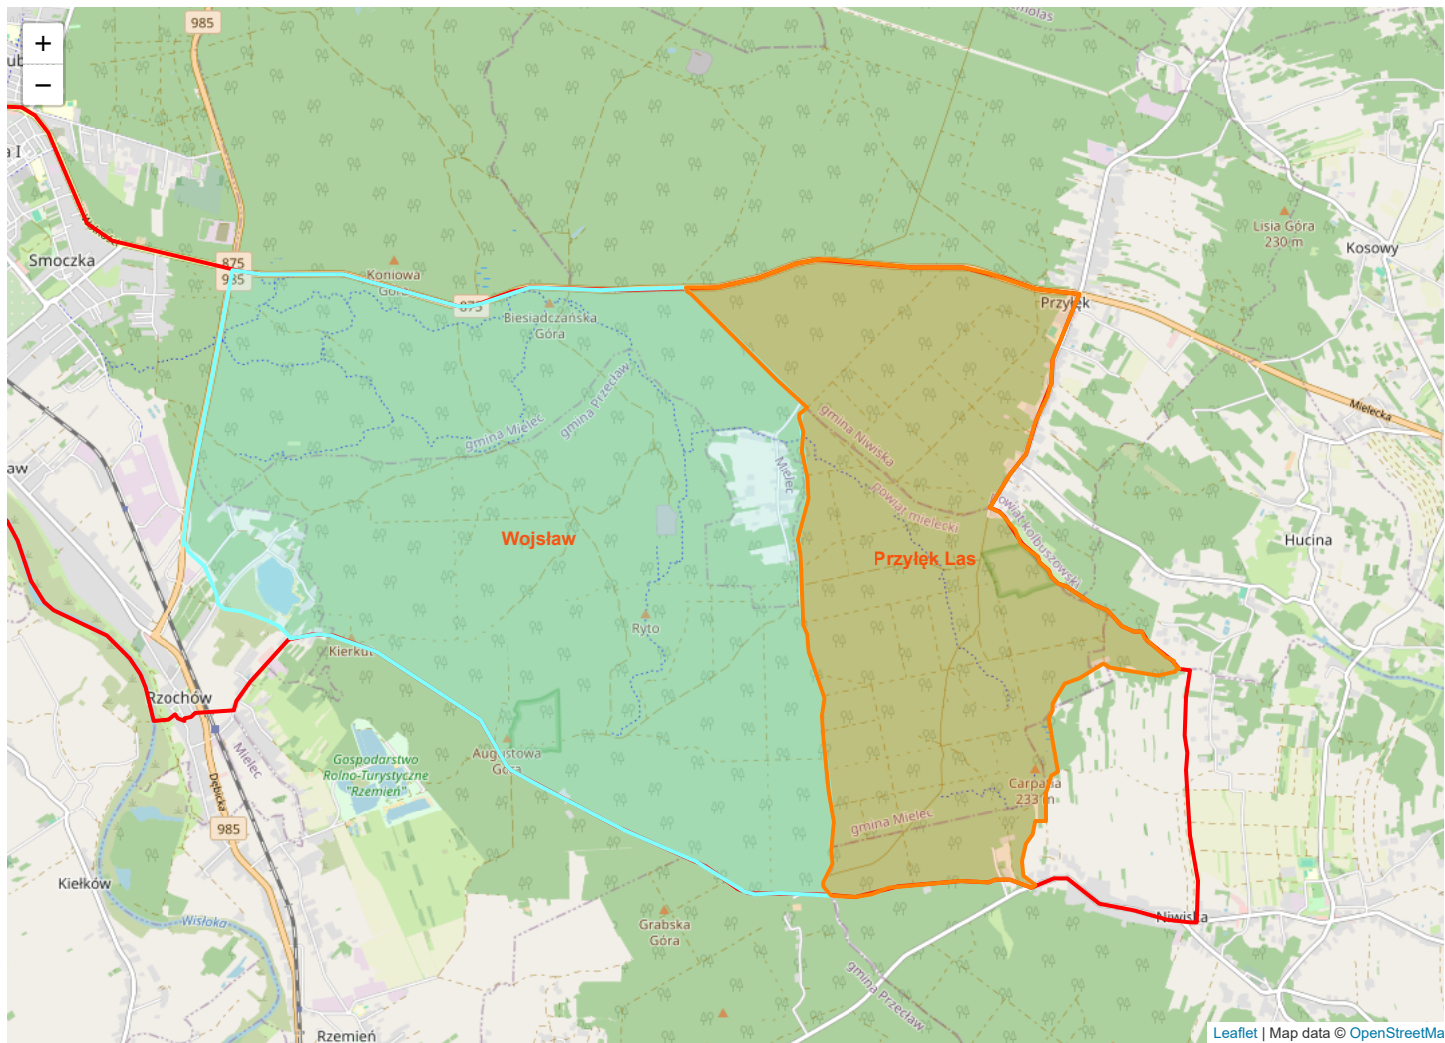 985
+
−
Smoczka
875
985
Koniowa
Góra
875
Biesiadczańska
Góra
Lisia Góra
230 m
Kosowy
Przyłęk
Mielecka
gmina Przecław
gmina Mielec
gmina Niwiska
Mielec
powiat mielecki
powiat kolbuszowski
Wojsław
Przyłęk Las
Hucina
Ryto
Kierkut
Rzochów
Mielec
Augustowa
Góra
Gospodarstwo
Rolno-Turystyczne
"Rzemień"
Dębicka
Carpatia
233 m
gmina Mielec
985
Kiełków
Wisłoka
Grabska
Góra
Niwiska
gmina Przecław
Rzemień
Leaflet | Map data © OpenStreetMa